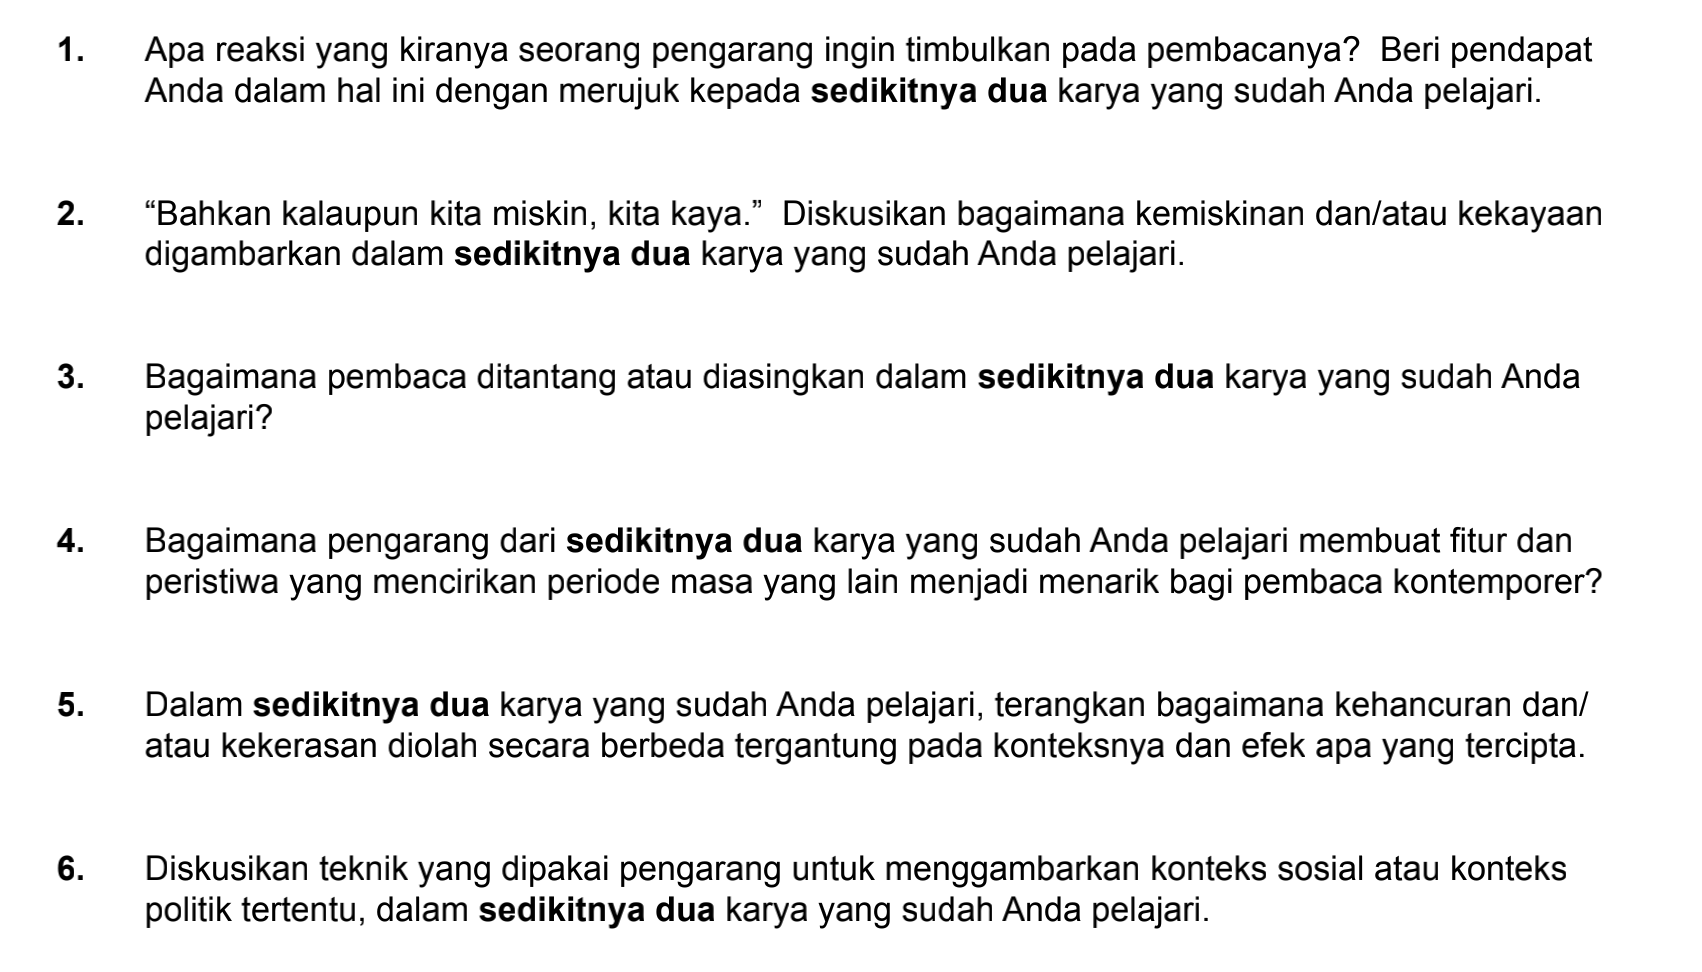 1. Apa reaksi yang kiranya seorang pengarang ingin timbulkan pada pembacanya?  Beri pendapat
Anda dalam hal ini dengan merujuk kepada sedikitnya dua karya yang sudah Anda pelajari.
2. “Bahkan kalaupun kita miskin, kita kaya.”  Diskusikan bagaimana kemiskinan dan/atau kekayaan
digambarkan dalam sedikitnya dua karya yang sudah Anda pelajari.
3. Bagaimana pembaca ditantang atau diasingkan dalam sedikitnya dua karya yang sudah Anda
pelajari?
4. Bagaimana pengarang dari sedikitnya dua karya yang sudah Anda pelajari membuat fitur dan
peristiwa yang mencirikan periode masa yang lain menjadi menarik bagi pembaca kontemporer?
5. Dalam sedikitnya dua karya yang sudah Anda pelajari, terangkan bagaimana kehancuran dan/
atau kekerasan diolah secara berbeda tergantung pada konteksnya dan efek apa yang tercipta.
6. Diskusikan teknik yang dipakai pengarang untuk menggambarkan konteks sosial atau konteks
politik tertentu, dalam sedikitnya dua karya yang sudah Anda pelajari.